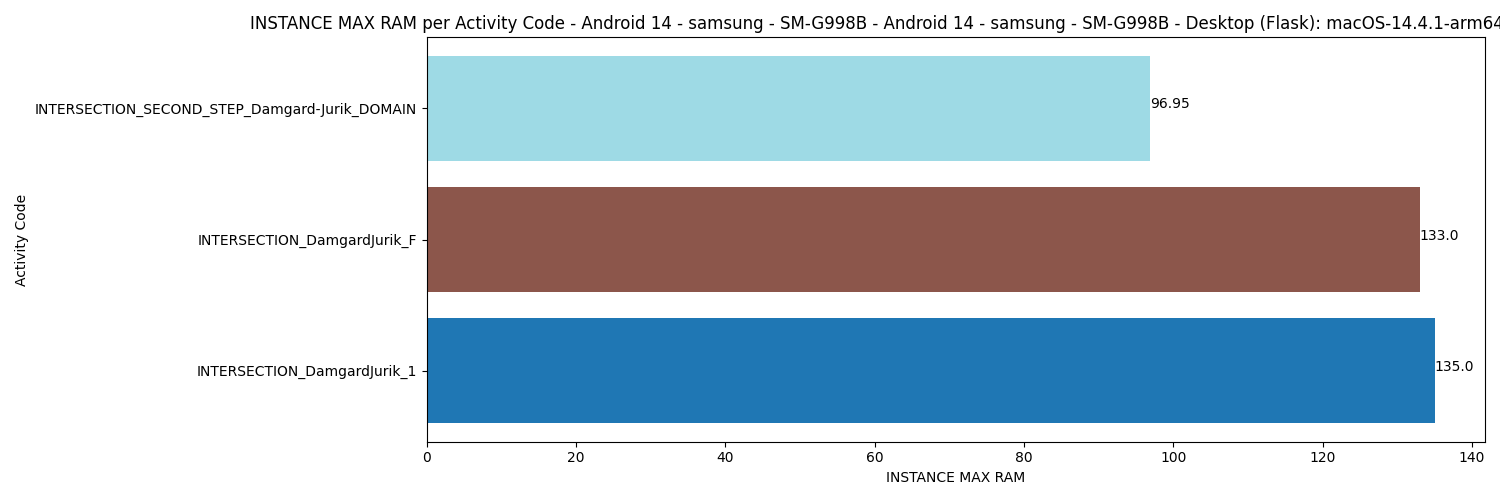 INSTANCE MAX RAM per Activity Code - Android 14 - samsung - SM-G998B - Android 14 - samsung - SM-G998B - Desktop (Flask): macOS-14.4.1-arm64
INTERSECTION_SECOND_STEP_Damgard-Jurik_DOMAIN
96.95
INTERSECTION_DamgardJurik_F
133.0
INTERSECTION_DamgardJurik_1
135.0
Activity Code
0 20 40 60 80 100 120 140
INSTANCE MAX RAM